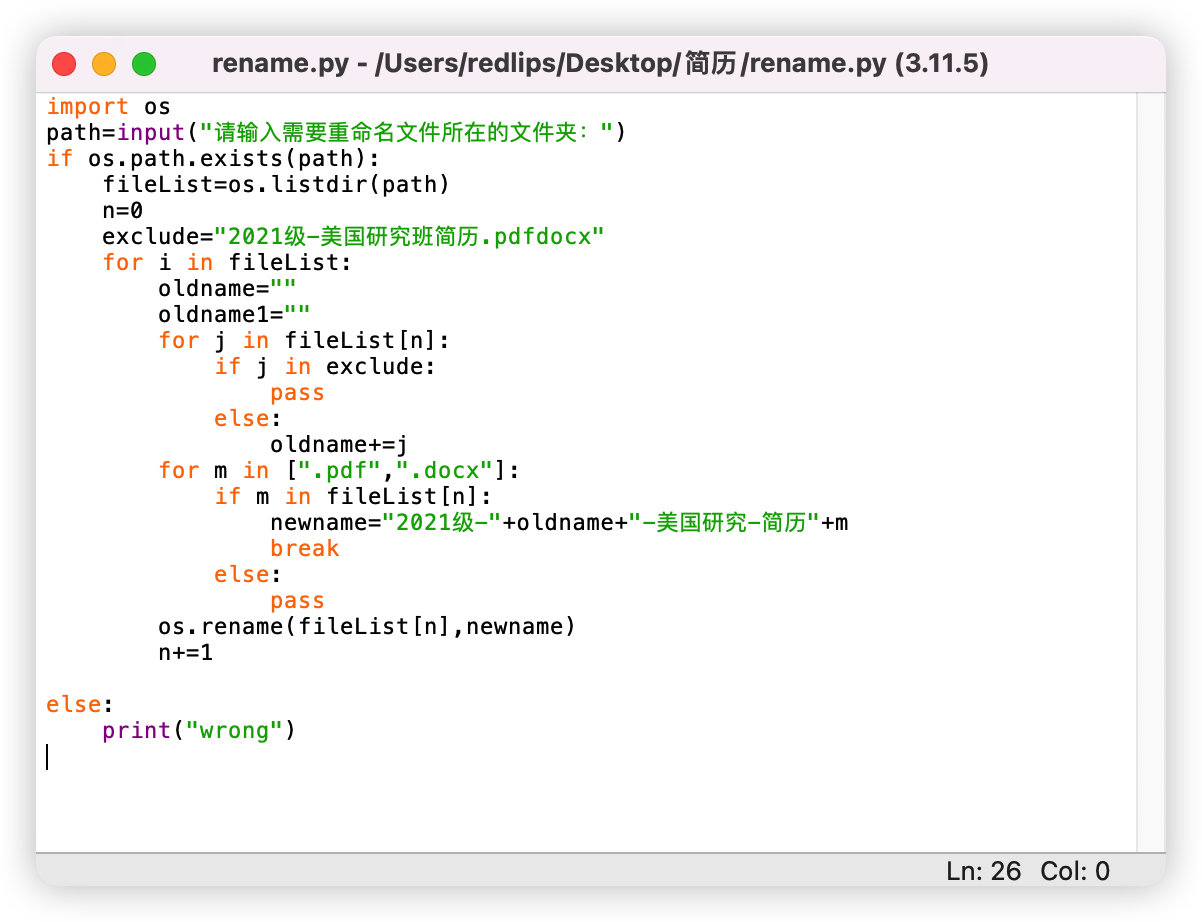 rename.py - /Users/redlips/Desktop/简历/rename.py (3.11.5)
import os
path=input("请输入需要重命名文件所在的文件夹：")
if os.path.exists(path):
    fileList=os.listdir(path)
    n=0
    exclude="2021级-美国研究班简历.pdfdocx"
    for i in fileList:
        oldname=""
        oldname1=""
        for j in fileList[n]:
            if j in exclude:
                pass
            else:
                oldname+=j
        for m in [".pdf",".docx"]:
            if m in fileList[n]:
                newname="2021级-"+oldname+"-美国研究-简历"+m
                break
            else:
                pass
        os.rename(fileList[n],newname)
        n+=1
else:
    print("wrong")
Ln: 26 Col: 0